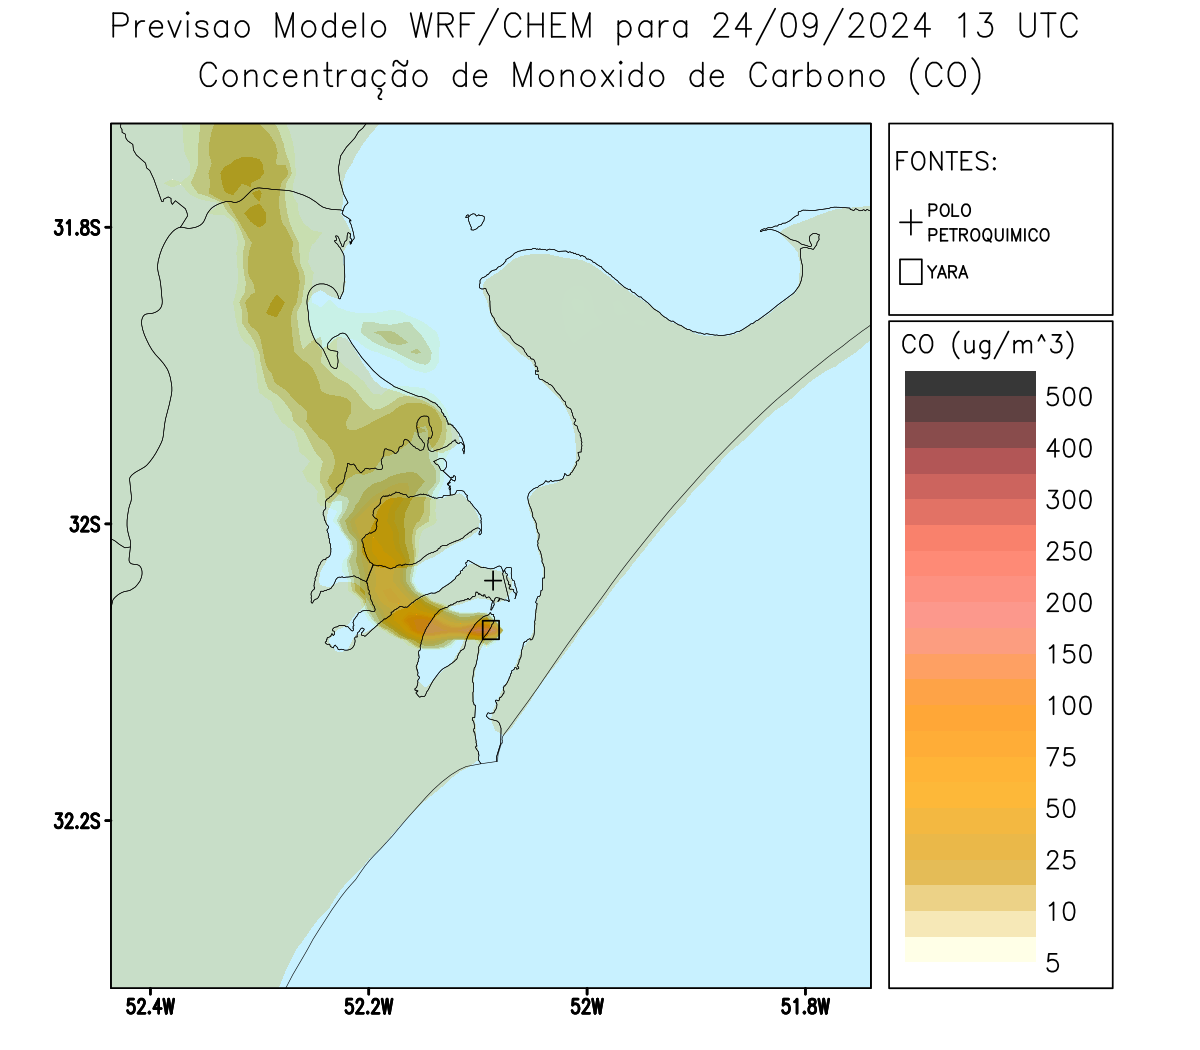 Previsao Modelo WRF/CHEM para 24/09/2024 13 UTC
Concentração de Monoxido de Carbono (CO)
FONTES:
POLO
PETROQUIMICO
YARA
CO (ug/m^3)
500
400
300
250
200
150
100
75
50
25
10
5
31.8S
32S
32.2S
52.4W
52.2W
52W
51.8W